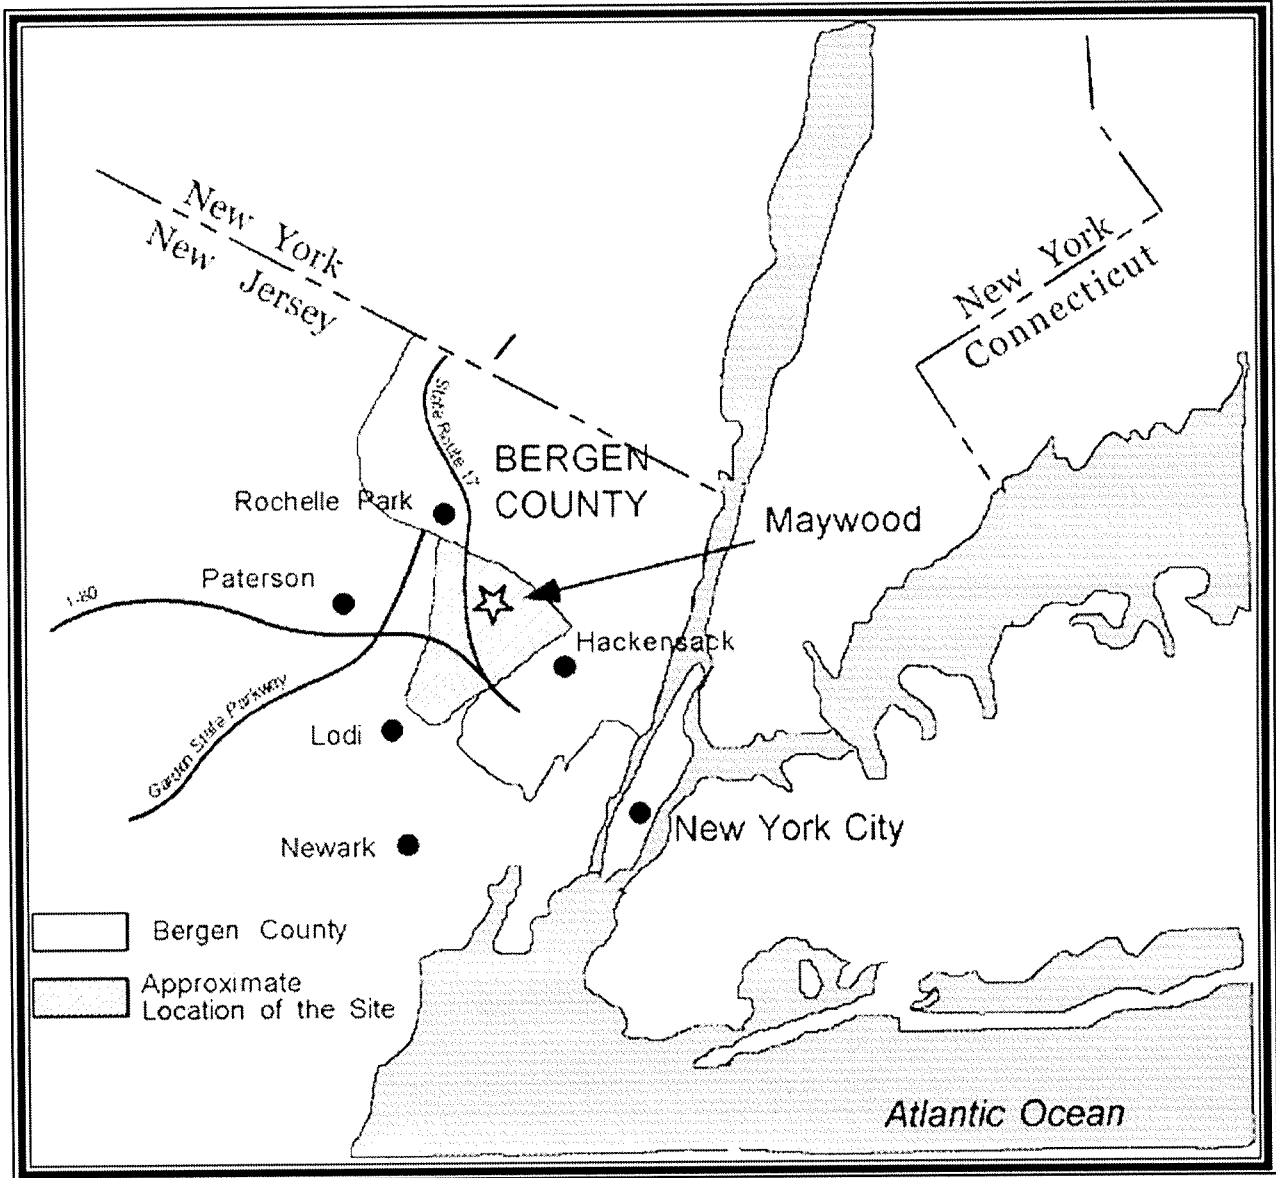 New York
New Jersey
New York
Connecticut
State Route 17
BERGEN
COUNTY
Rochelle Park
Maywood
Paterson
I-80
Hackensack
Garden State Parkway
Lodi
New York City
Newark
Bergen County
Approximate
Location of the Site
Atlantic Ocean